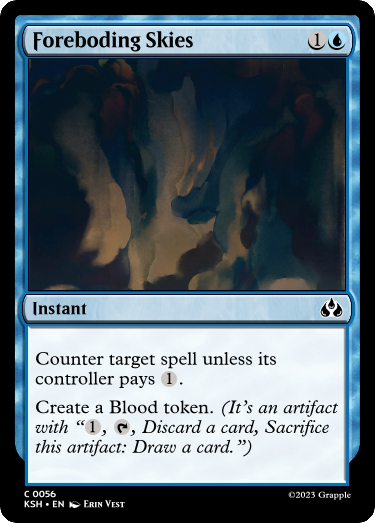 Foreboding Skies 1
Instant
Counter target spell unless its
controller pays 1.
Create a Blood token. (It's an artifact
with “1, , Discard a card, Sacrifice
this artifact: Draw a card.”)
C 0056
KSH • EN Erin Vest
©2023 Grapple